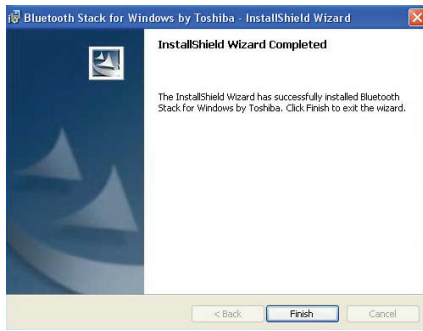 Bluetooth Stack for Windows by Toshiba - InstallShield Wizard
InstallShield Wizard Completed
The InstallShield Wizard has successfully installed Bluetooth
Stack for Windows by Toshiba. Click Finish to exit the wizard.
< Back Finish Cancel